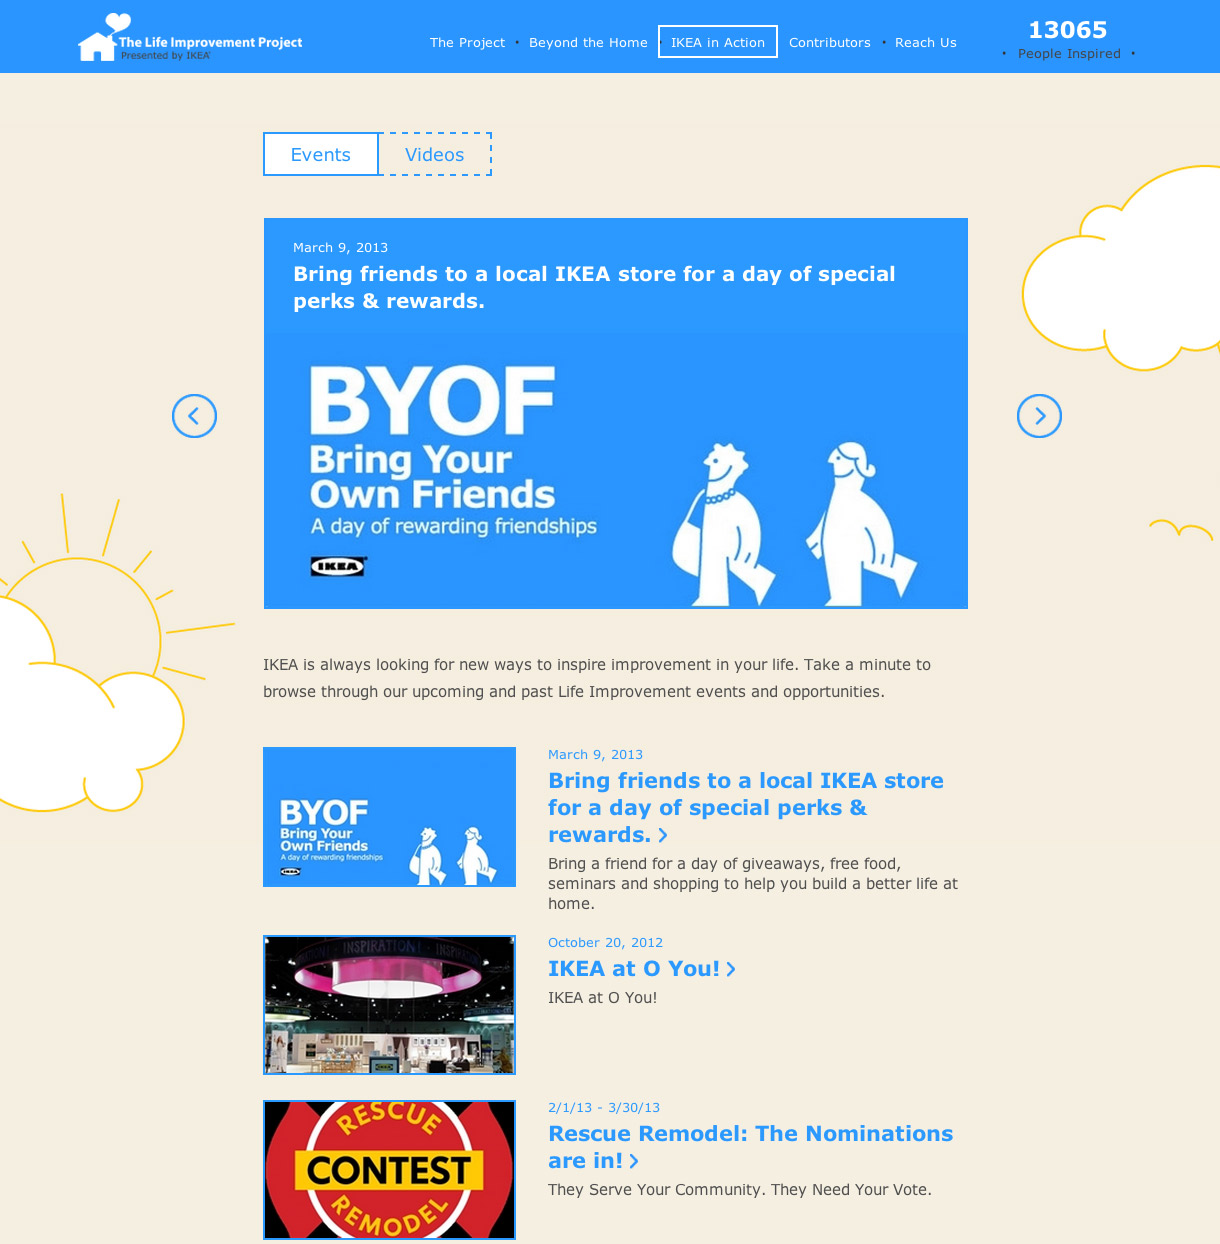 The Life Improvement Project
Presented by IKEA
The Project • Beyond the Home • IKEA in Action Contributors • Reach Us
13065
• People Inspired •
Events Videos
March 9, 2013
Bring friends to a local IKEA store for a day of special
perks & rewards.
BYOF
Bring Your
Own Friends
A day of rewarding friendships
IKEA
IKEA is always looking for new ways to inspire improvement in your life. Take a minute to
browse through our upcoming and past Life Improvement events and opportunities.
BYOF
Bring Your
Own Friends
A day of rewarding friendships
IKEA
March 9, 2013
Bring friends to a local IKEA store
for a day of special perks &
rewards.
Bring a friend for a day of giveaways, free food,
seminars and shopping to help you build a better life at
home.
INSPIRATION! INSPIRATION
IKEA
October 20, 2012
IKEA at O You!
IKEA at O You!
RESCUE
CONTEST
REMODEL
2/1/13 - 3/30/13
Rescue Remodel: The Nominations
are in!
They Serve Your Community. They Need Your Vote.